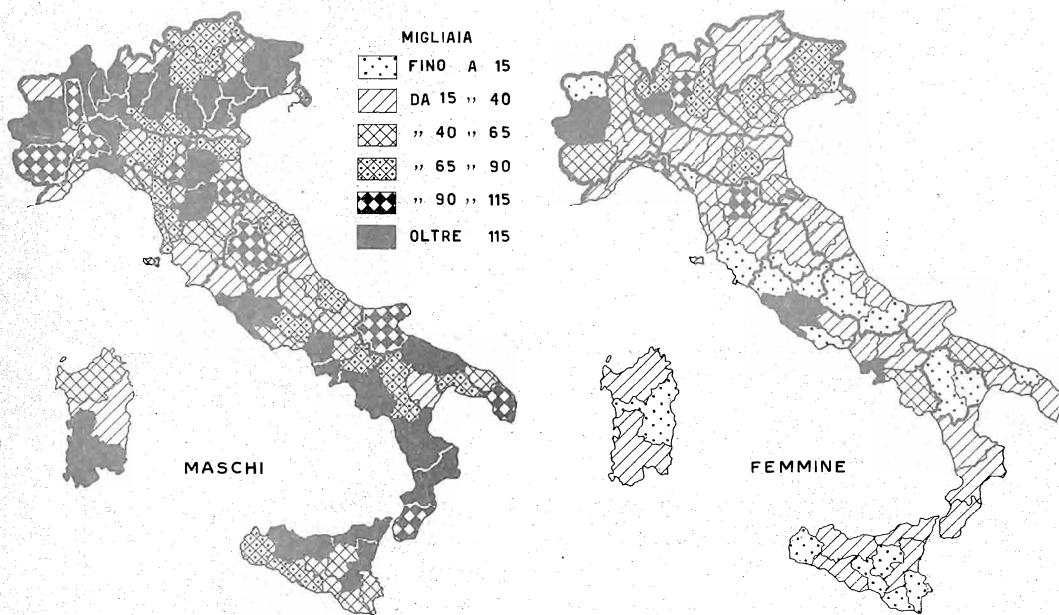 MIGLIAIA
FINO A 15
DA 15 ,, 40
,, 40 ,, 65
,, 65 ,, 90
,, 90 ,, 115
OLTRE 115
MASCHI
FEMMINE